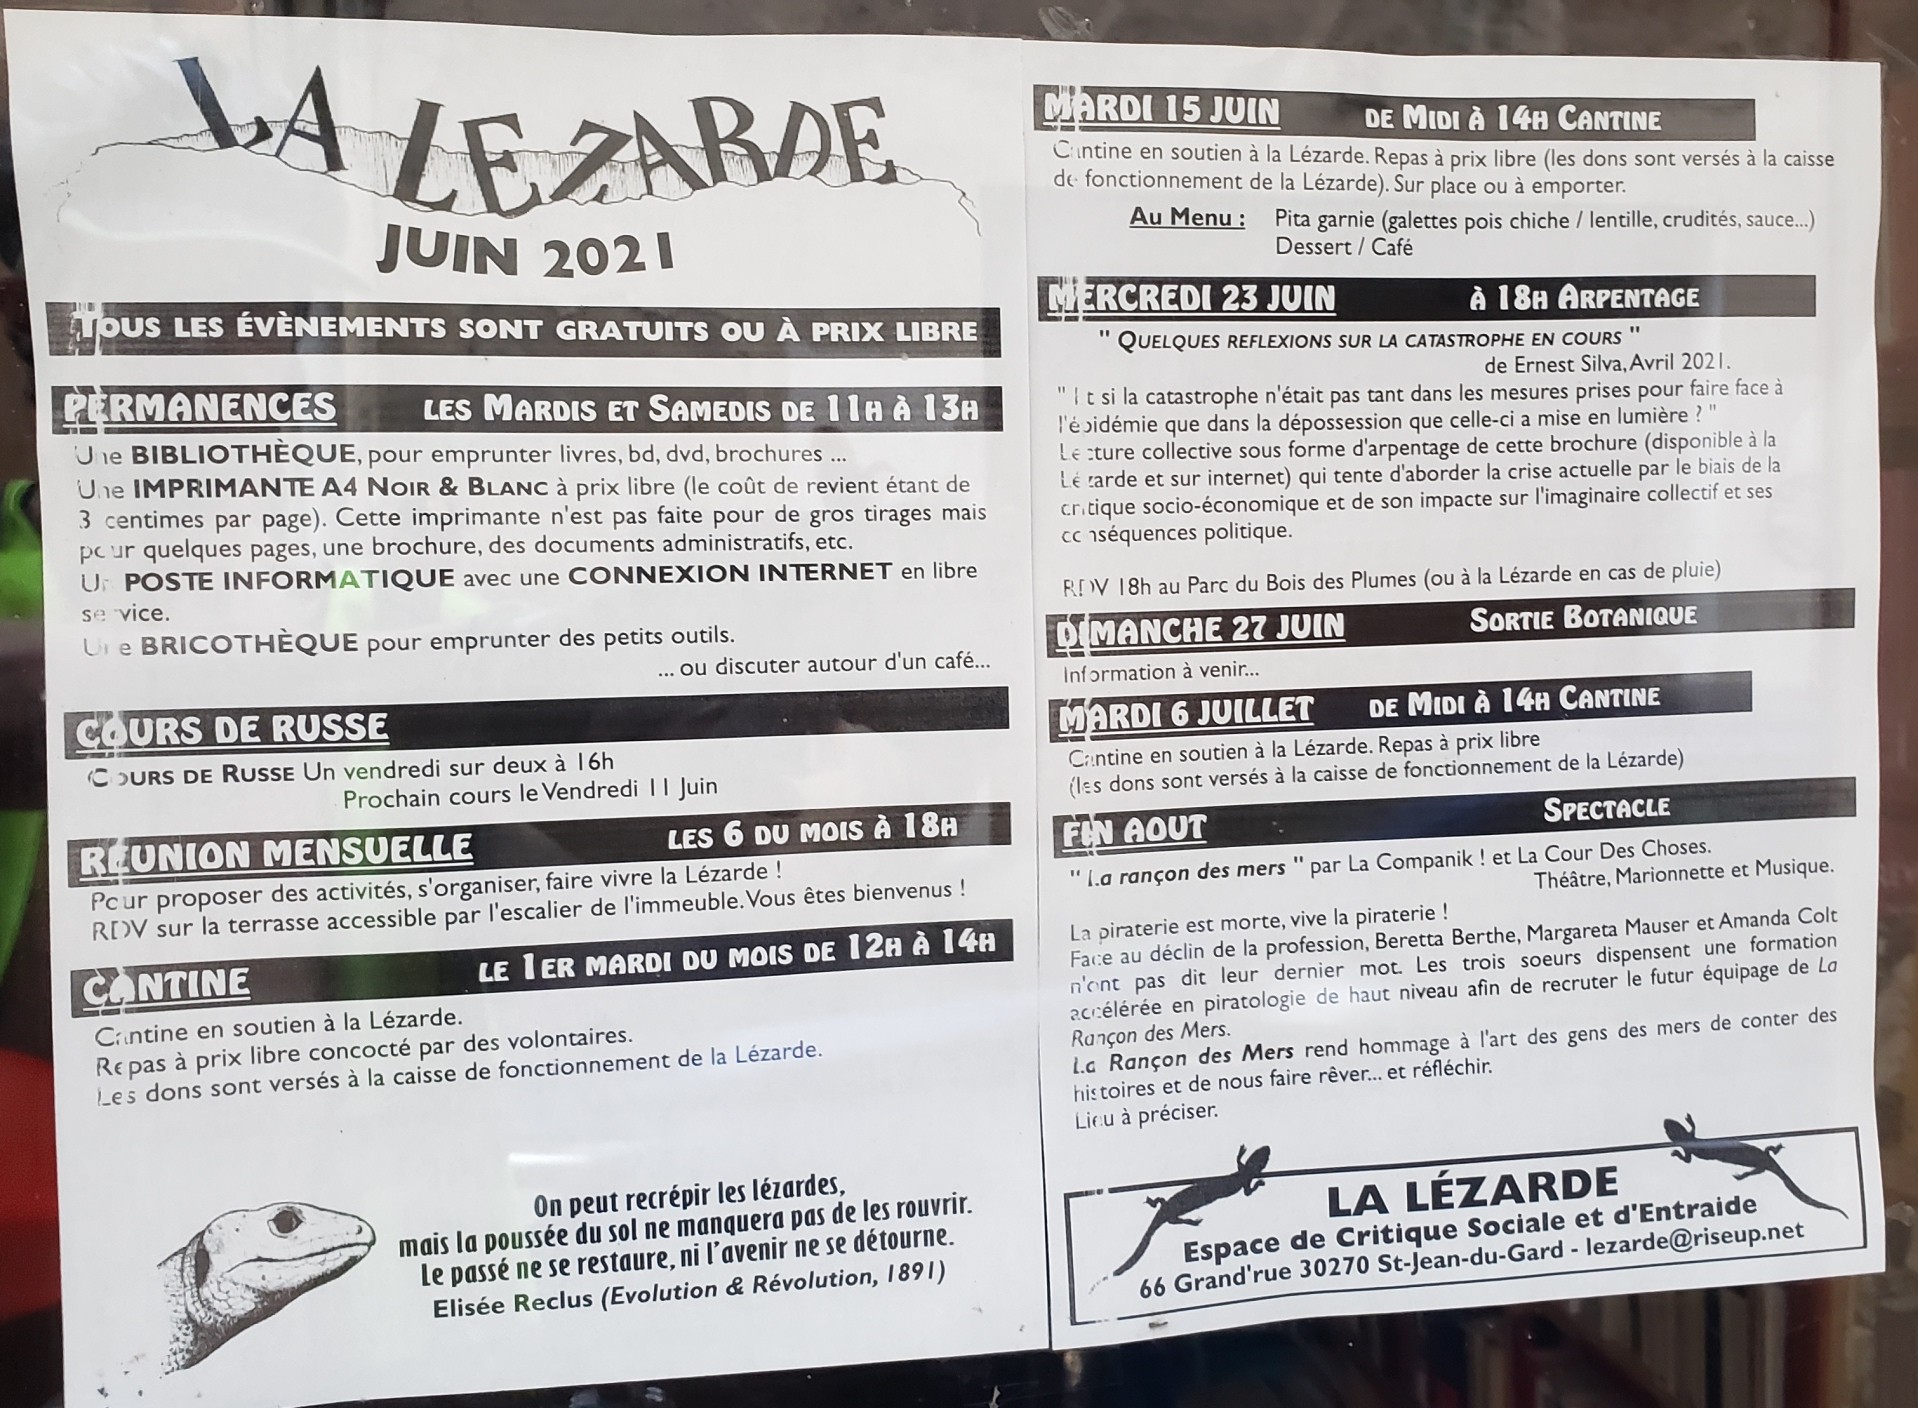 LA LEZARDE
JUIN 2021
TOUS LES ÉVÈNEMENTS SONT GRATUITS OU À PRIX LIBRE
PERMANENCES LES MARDIS ET SAMEDIS DE 11H À 13H
Une BIBLIOTHÈQUE, pour emprunter livres, bd, dvd, brochures ...
Une IMPRIMANTE A4 NOIR & BLANC à prix libre (le coût de revient étant de
3 centimes par page). Cette imprimante n'est pas faite pour de gros tirages mais
pour quelques pages, une brochure, des documents administratifs, etc.
Un POSTE INFORMATIQUE avec une CONNEXION INTERNET en libre
service.
Une BRICOTHÈQUE pour emprunter des petits outils.
... ou discuter autour d'un café...
COURS DE RUSSE
COURS DE RUSSE Un vendredi sur deux à 16h
Prochain cours le Vendredi 11 Juin
REUNION MENSUELLE LES 6 DU MOIS À 18H
Pour proposer des activités, s'organiser, faire vivre la Lézarde !
RDV sur la terrasse accessible par l'escalier de l'immeuble. Vous êtes bienvenus !
CANTINE LE 1ER MARDI DU MOIS DE 12H À 14H
Cantine en soutien à la Lézarde.
Repas à prix libre concocté par des volontaires.
Les dons sont versés à la caisse de fonctionnement de la Lézarde.
On peut recrépir les lézardes,
mais la poussée du sol ne manquera pas de les rouvrir.
Le passé ne se restaure, ni l'avenir ne se détourne.
Elisée Reclus (Evolution & Révolution, 1891)
MARDI 15 JUIN DE MIDI À 14H CANTINE
Cantine en soutien à la Lézarde. Repas à prix libre (les dons sont versés à la caisse
de fonctionnement de la Lézarde). Sur place ou à emporter.
Au Menu : Pita garnie (galettes pois chiche / lentille, crudités, sauce...)
Dessert / Café
MERCREDI 23 JUIN À 18H ARPENTAGE
" QUELQUES REFLEXIONS SUR LA CATASTROPHE EN COURS "
de Ernest Silva, Avril 2021.
" Et si la catastrophe n'était pas tant dans les mesures prises pour faire face à
l'épidémie que dans la dépossession que celle-ci a mise en lumière ? "
Lecture collective sous forme d'arpentage de cette brochure (disponible à la
Lézarde et sur internet) qui tente d'aborder la crise actuelle par le biais de la
critique socio-économique et de son impacte sur l'imaginaire collectif et ses
conséquences politique.
RDV 18h au Parc du Bois des Plumes (ou à la Lézarde en cas de pluie)
DIMANCHE 27 JUIN SORTIE BOTANIQUE
Information à venir...
MARDI 6 JUILLET DE MIDI À 14H CANTINE
Cantine en soutien à la Lézarde. Repas à prix libre
(les dons sont versés à la caisse de fonctionnement de la Lézarde)
FIN AOUT SPECTACLE
" La rançon des mers " par La Companik ! et La Cour Des Choses.
Théâtre, Marionnette et Musique.
La piraterie est morte, vive la piraterie !
Face au déclin de la profession, Beretta Berthe, Margareta Mauser et Amanda Colt
n'ont pas dit leur dernier mot. Les trois soeurs dispensent une formation
accélérée en piratologie de haut niveau afin de recruter le futur équipage de La
Rançon des Mers.
La Rançon des Mers rend hommage à l'art des gens des mers de conter des
histoires et de nous faire rêver... et réfléchir.
Lieu à préciser.
LA LÉZARDE
Espace de Critique Sociale et d'Entraide
66 Grand'rue 30270 St-Jean-du-Gard - lezarde@riseup.net